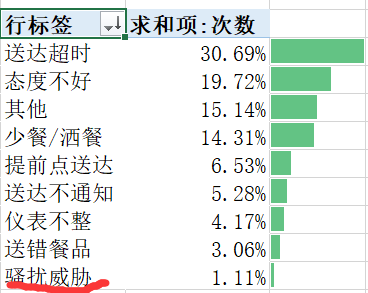 行标签 求和项:次数
送达超时 30.69%
态度不好 19.72%
其他 15.14%
少餐/洒餐 14.31%
提前点送达 6.53%
送达不通知 5.28%
仪表不整 4.17%
送错餐品 3.06%
骚扰威胁 1.11%